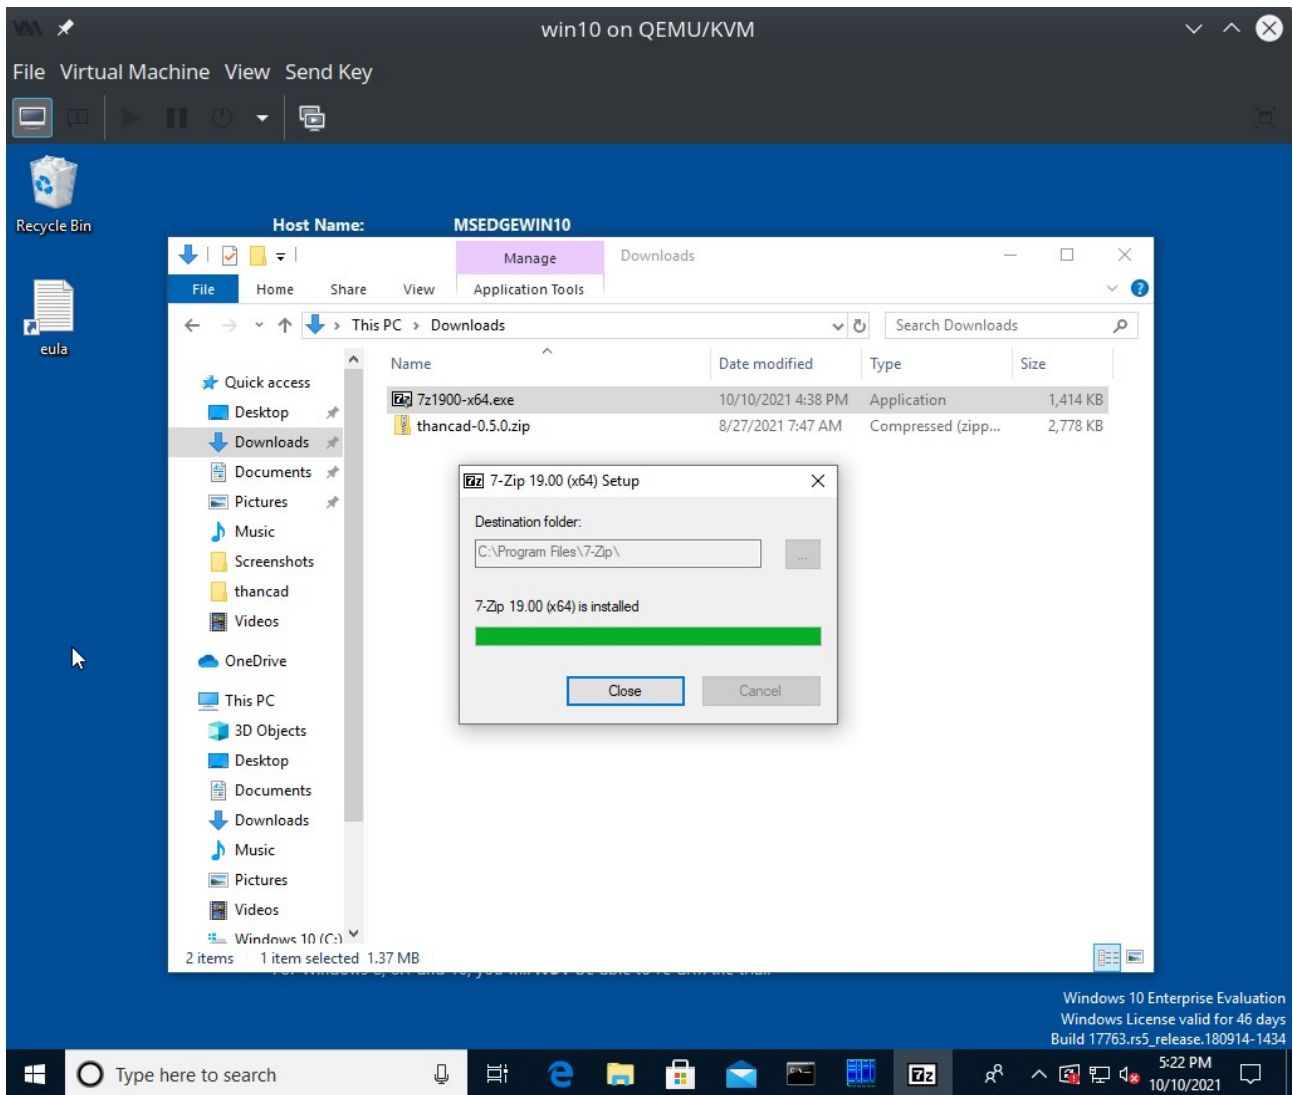 win10 on QEMU/KVM
File Virtual Machine View Send Key
Recycle Bin
Host Name: MSEDGEWIN10
Manage Downloads
File Home Share View Application Tools
This PC > Downloads
Search Downloads
eula
Name Date modified Type Size
7z1900-x64.exe 10/10/2021 4:38 PM Application 1,414 KB
thancad-0.5.0.zip 8/27/2021 7:47 AM Compressed (zipp... 2,778 KB
Quick access
Desktop
Downloads
Documents
Pictures
Music
Screenshots
thancad
Videos
OneDrive
This PC
3D Objects
Desktop
Documents
Downloads
Music
Pictures
Videos
Windows 10 (C:)
7-Zip 19.00 (x64) Setup
Destination folder:
C:\Program Files\7-Zip\
...
7-Zip 19.00 (x64) is installed
Close Cancel
2 items 1 item selected 1.37 MB
Windows 10 Enterprise Evaluation
Windows License valid for 46 days
Build 17763.rs5_release.180914-1434
Type here to search
7z
5:22 PM
10/10/2021